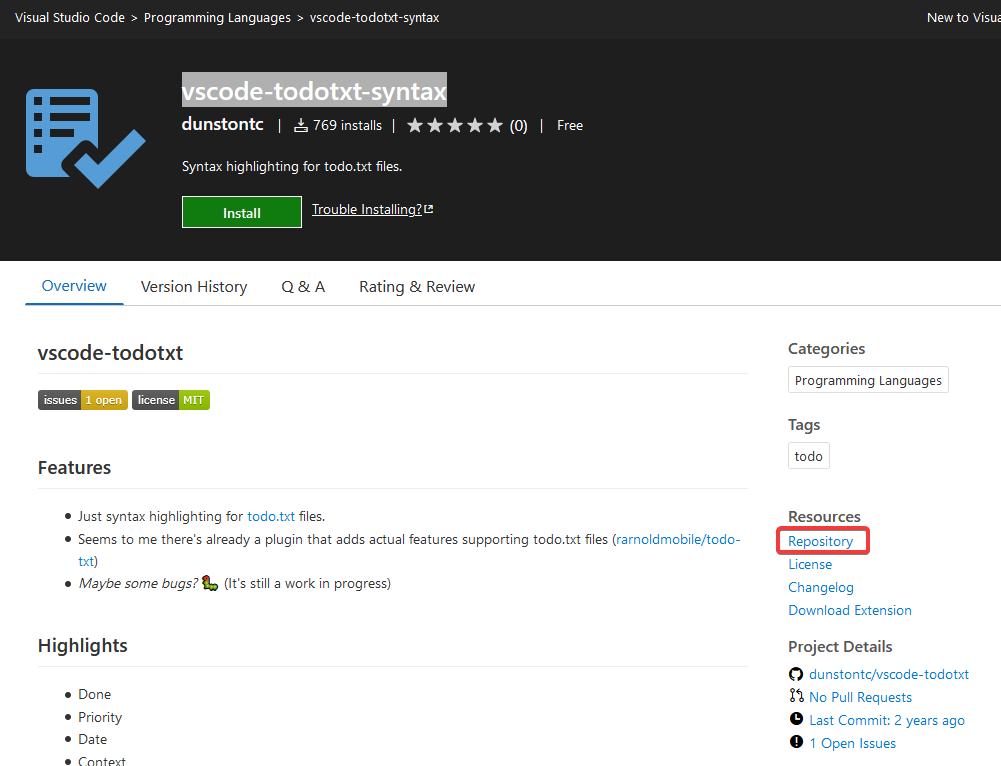 Visual Studio Code > Programming Languages > vscode-todotxt-syntax
New to Visua
vscode-todotxt-syntax
dunstontc | 769 installs | (0) | Free
Syntax highlighting for todo.txt files.
Install Trouble Installing?
Overview Version History Q & A Rating & Review
vscode-todotxt
issues 1 open license MIT
Features
Just syntax highlighting for todo.txt files.
Seems to me there's already a plugin that adds actual features supporting todo.txt files (rarnoldmobile/todo-
txt)
Maybe some bugs? (It's still a work in progress)
Highlights
Done
Priority
Date
Context
Categories
Programming Languages
Tags
todo
Resources
Repository
License
Changelog
Download Extension
Project Details
dunstontc/vscode-todotxt
No Pull Requests
Last Commit: 2 years ago
1 Open Issues